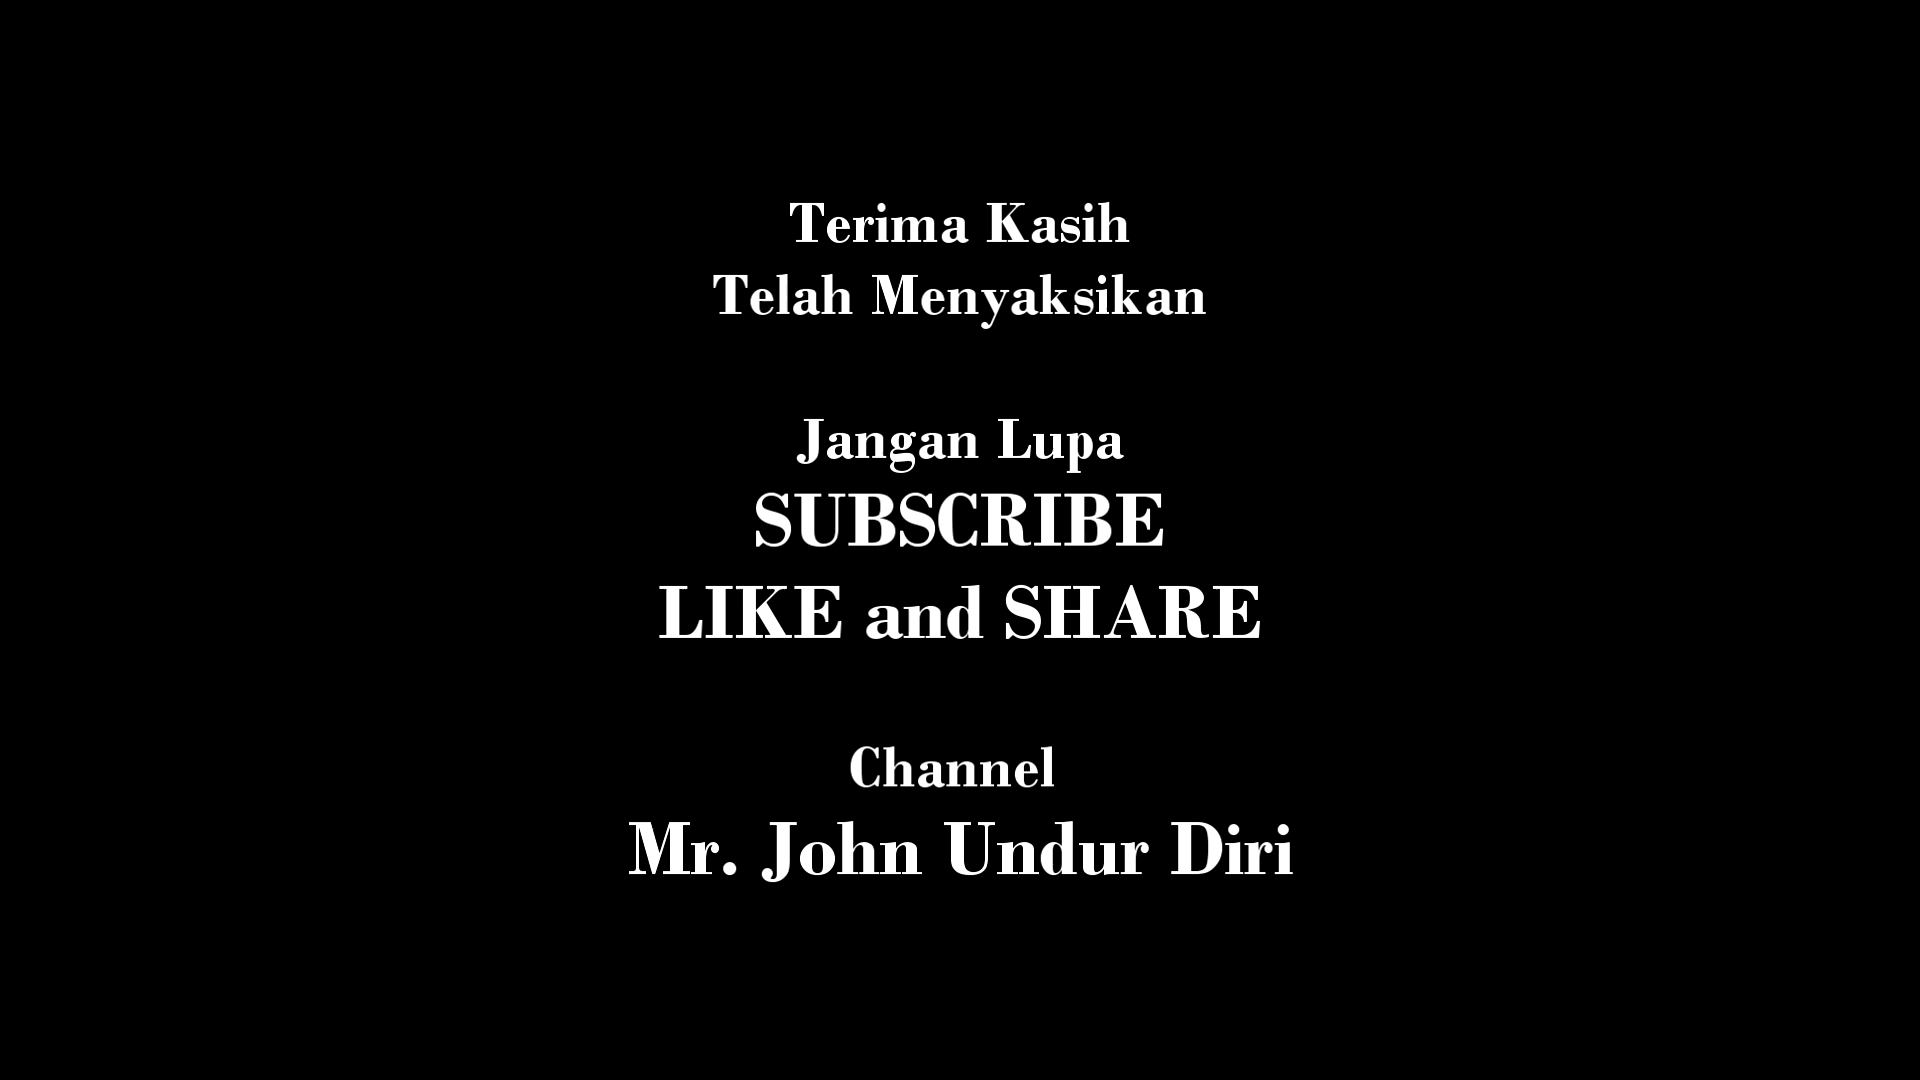 Terima Kasih
Telah Menyaksikan
Jangan Lupa
SUBSCRIBE
LIKE and SHARE
Channel
Mr. John Undur Diri